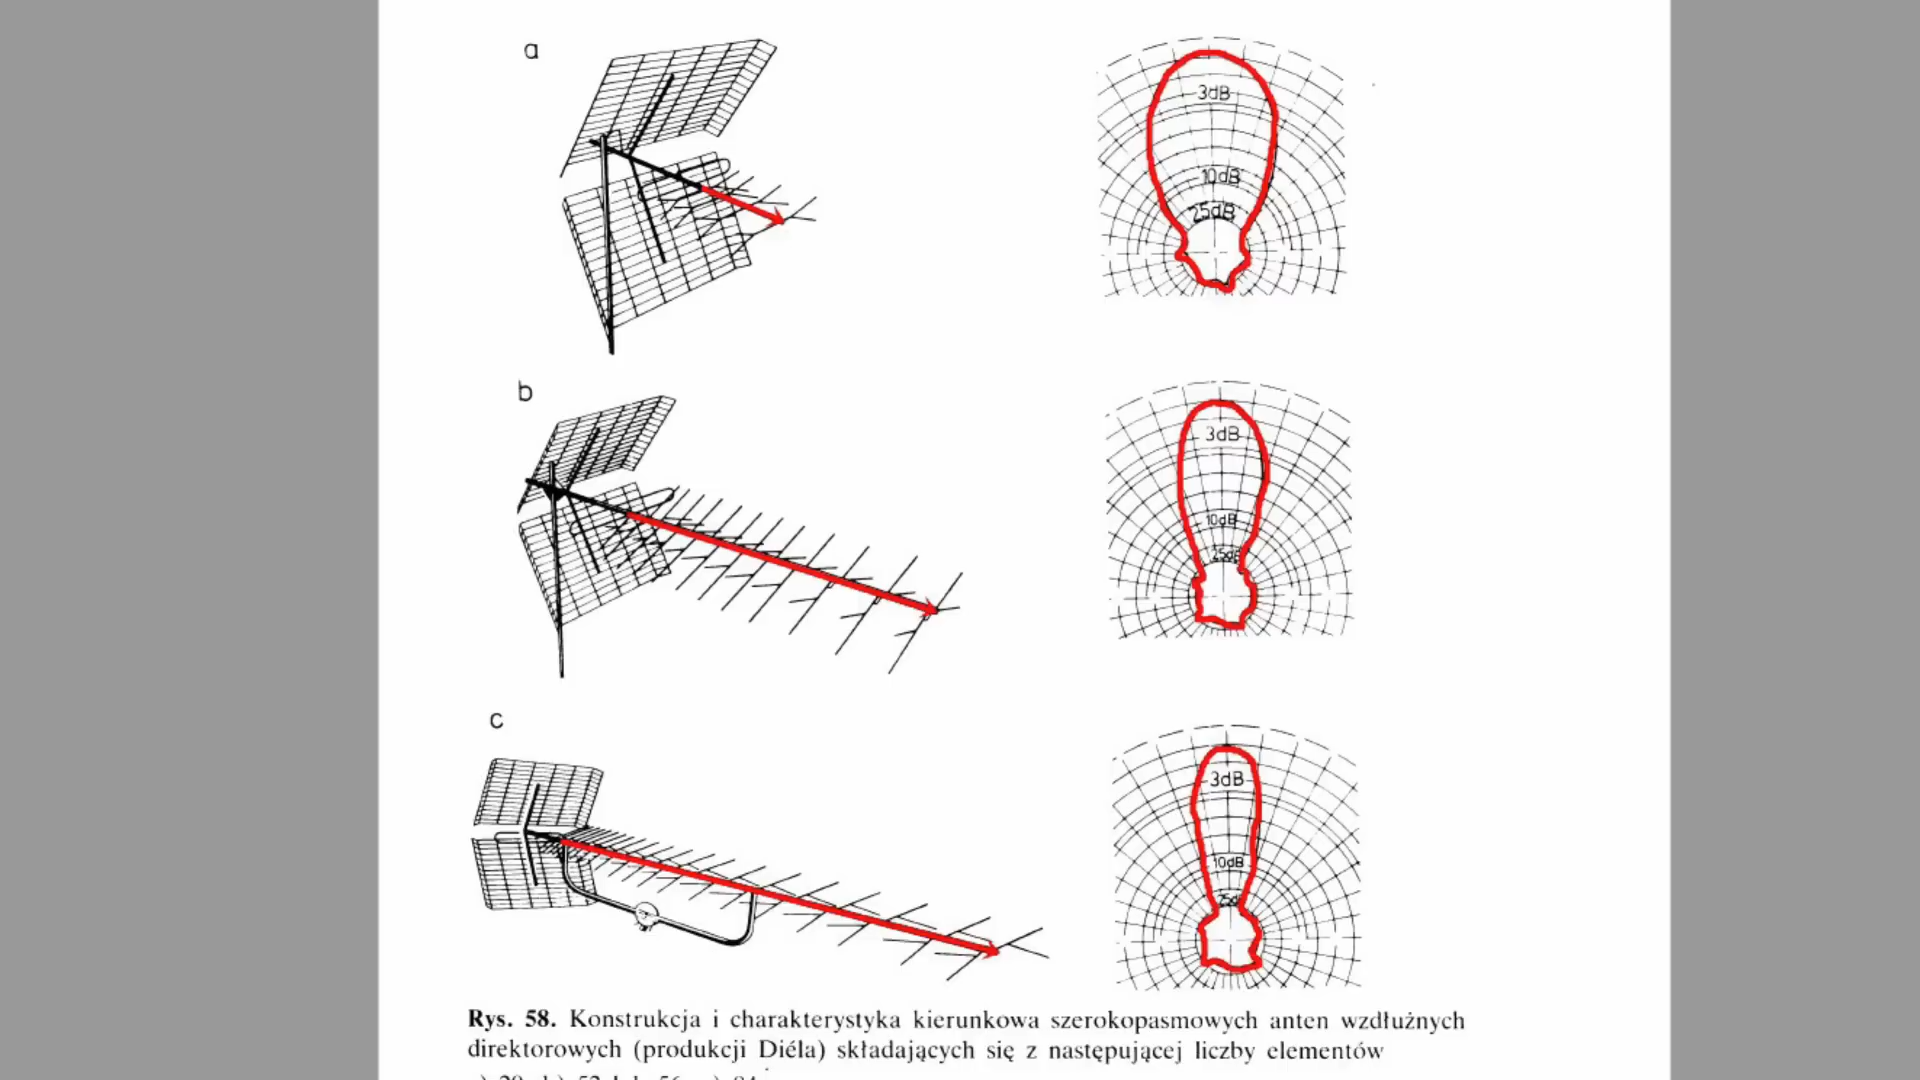 a
3dB
10dB
25dB
b
3dB
10dB
25dB
c
3dB
10dB
Rys. 58. Konstrukcja i charakterystyka kierunkowa szerokopasmowych anten wzdłużnych
direktorowych (produkcji Diéla) składających się z następującej liczby elementów